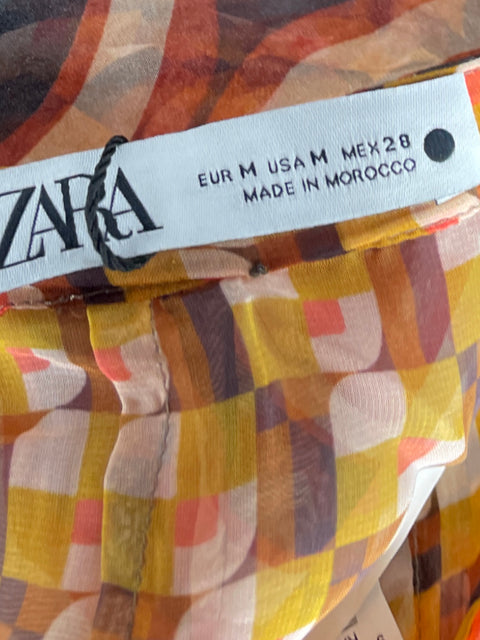 ZARA
EUR M USA M MEX 28
MADE IN MOROCCO